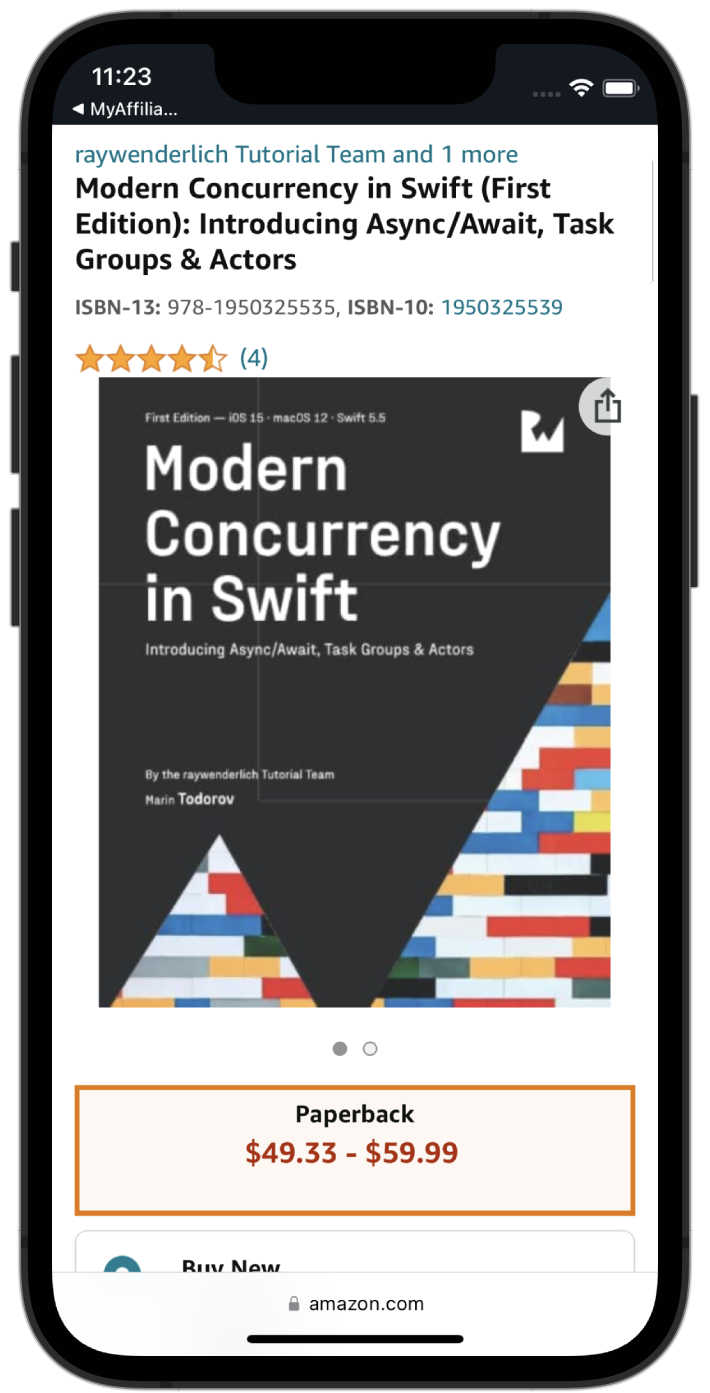 11:23
◀ MyAffilia...
raywenderlich Tutorial Team and 1 more
Modern Concurrency in Swift (First
Edition): Introducing Async/Await, Task
Groups & Actors
ISBN-13: 978-1950325535, ISBN-10: 1950325539
(4)
First Edition — iOS 15 · macOS 12 · Swift 5.5
Modern
Concurrency
in Swift
Introducing Async/Await, Task Groups & Actors
By the raywenderlich Tutorial Team
Marin Todorov
Paperback
$49.33 - $59.99
Buy New
amazon.com